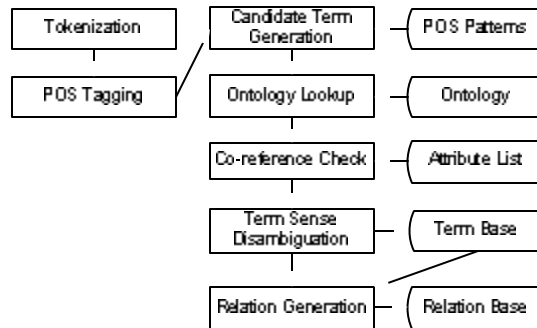 Tokenization
POS Tagging
Candidate Term
Generation
POS Patterns
Ontology Lookup
Ontology
Co-reference Check
Attribute List
Term Sense
Disambiguation
Term Base
Relation Generation
Relation Base